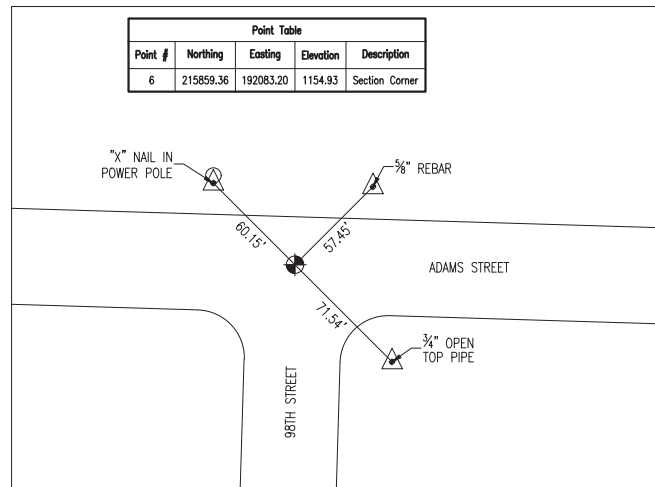 Point Table
Point # Northing Easting Elevation Description
6 215859.36 192083.20 1154.93 Section Corner
"X" NAIL IN
POWER POLE
⅝" REBAR
60.15'
57.45'
ADAMS STREET
71.54'
¾" OPEN
TOP PIPE
98TH STREET